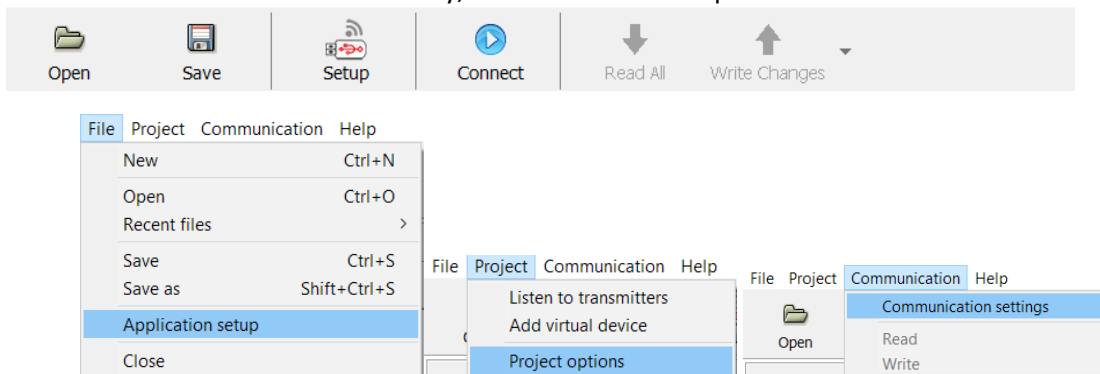 Open Save Setup Connect Read All Write Changes
File Project Communication Help
New Ctrl+N
Open Ctrl+O
Recent files >
Save Ctrl+S
Save as Shift+Ctrl+S
Application setup
Close
File Project Communication Help
Listen to transmitters
Add virtual device
Project options
File Project Communication Help
Communication settings
Open
Read
Write